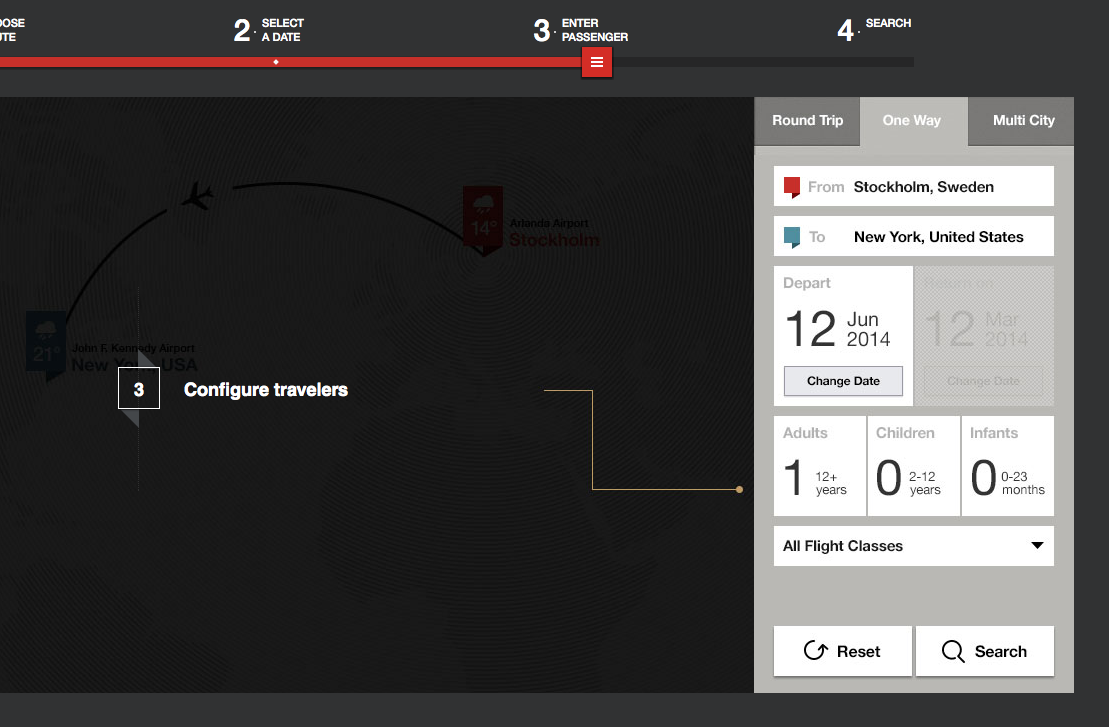 OOSE
UTE
2. SELECT
A DATE
3. ENTER
PASSENGER
4. SEARCH
Round Trip
One Way
Multi City
14°
Arlanda Airport
Stockholm
21°
John F. Kennedy Airport
New York, USA
3
Configure travelers
From Stockholm, Sweden
To New York, United States
Depart
12 Jun
2014
Change Date
Return on
12 Mar
2014
Change Date
Adults
1 12+
years
Children
0 2-12
years
Infants
0 0-23
months
All Flight Classes
Reset
Search